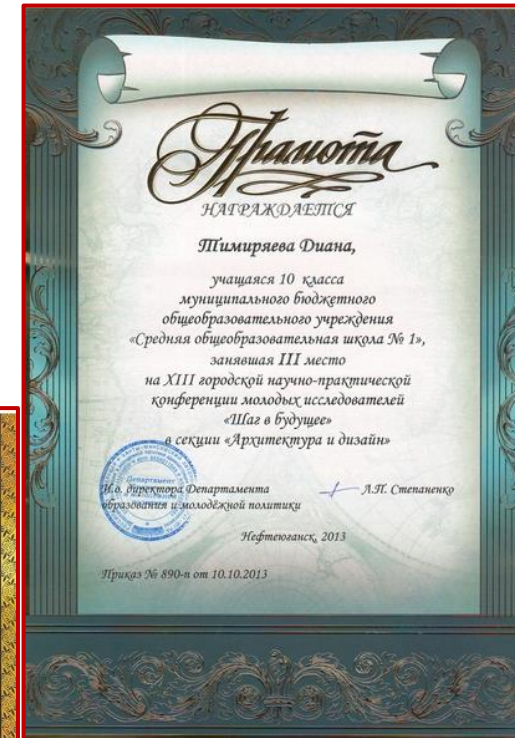 Грамота
НАГРАЖДАЕТСЯ
Тимиряева Диана,
учащаяся 10 класса
муниципального бюджетного
общеобразовательного учреждения
«Средняя общеобразовательная школа № 1»,
занявшая III место
на XIII городской научно-практической
конференции молодых исследователей
«Шаг в будущее»
в секции «Архитектура и дизайн»
Департамент
И.о. директора Департамента
образования и молодёжной политики
Л.П. Степаненко
Нефтеюганск, 2013
Приказ № 890-п от 10.10.2013